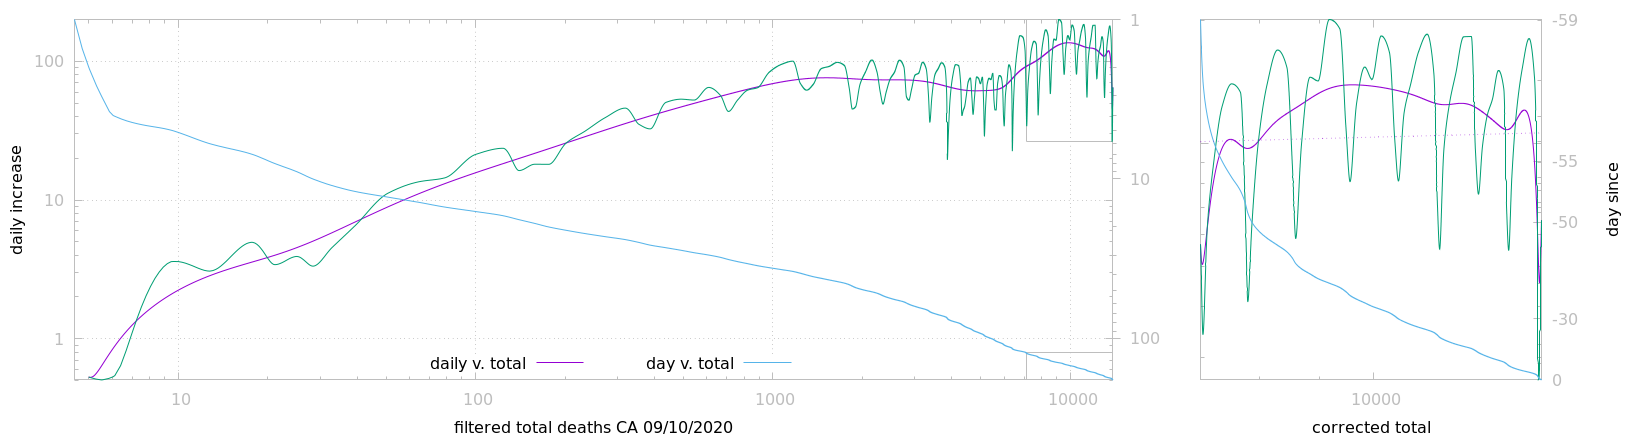 100
10
1
daily increase
10
100
1000
10000
filtered total deaths CA 09/10/2020
daily v. total
day v. total
1
10
100
10000
corrected total
-59
-55
-50
-30
0
day since